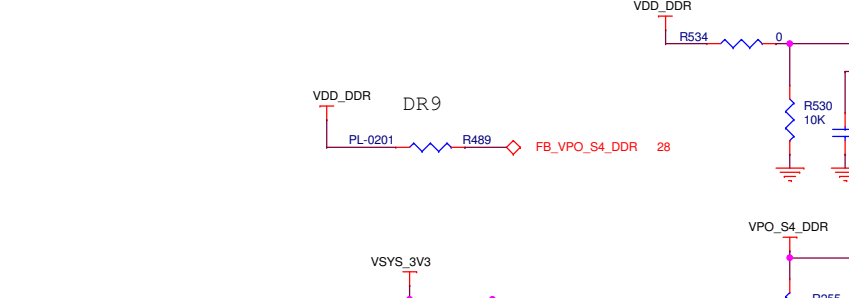 VDD_DDR
R534 0
VDD_DDR
DR9
R530
10K
PL-0201 R489
FB_VPO_S4_DDR 28
VPO_S4_DDR
VSYS_3V3